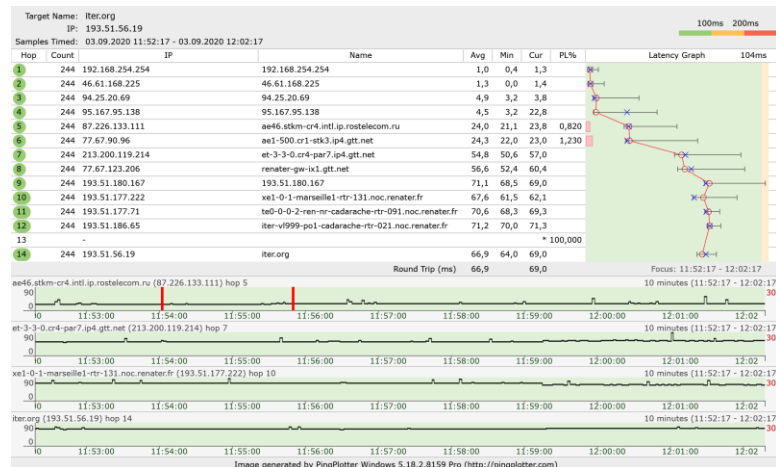 Target Name: iter.org
IP: 193.51.56.19
Samples Timed: 03.09.2020 11:52:17 - 03.09.2020 12:02:17
100ms 200ms
Hop Count IP Name Avg Min Cur PL% Latency Graph 104ms
1 244 192.168.254.254 192.168.254.254 1,0 0,4 1,3
2 244 46.61.168.225 46.61.168.225 1,3 0,0 1,4
3 244 94.25.20.69 94.25.20.69 4,9 3,2 3,8
4 244 95.167.95.138 95.167.95.138 5,2 3,2 22,8
5 244 87.226.133.111 ae46.stkm-cr4.intl.ip.rostelecom.ru 24,0 21,1 23,8 0,820
6 244 77.67.90.96 ae1-500.cr1-stk3.ip4.gtt.net 24,3 22,0 23,0 1,230
7 244 213.200.119.214 et-3-3-0.cr4-par7.ip4.gtt.net 54,8 50,6 57,0
8 244 77.67.123.206 renater-gw-ix1.gtt.net 56,6 52,4 60,4
9 244 193.51.180.167 193.51.180.167 71,1 68,5 69,0
10 244 193.51.177.222 xe1-0-1-marseille1-rtr-131.noc.renater.fr 67,6 61,5 62,1
11 244 193.51.177.71 te0-0-0-2-ren-nr-cadarache-rtr-091.noc.renater.fr 70,6 68,3 69,3
12 244 193.51.186.65 iter-vl999-po1-cadarache-rtr-021.noc.renater.fr 71,2 70,0 71,3
13 - * 100,000
14 244 193.51.56.19 iter.org 66,9 64,0 69,0
Round Trip (ms) 66,9 69,0 Focus: 11:52:17 - 12:02:17
ae46.stkm-cr4.intl.ip.rostelecom.ru (87.226.133.111) hop 5 10 minutes (11:52:17 - 12:02:17)
90 30
0
0 11:53:00 11:54:00 11:55:00 11:56:00 11:57:00 11:58:00 11:59:00 12:00:00 12:01:00 12:02
et-3-3-0.cr4-par7.ip4.gtt.net (213.200.119.214) hop 7 10 minutes (11:52:17 - 12:02:17)
90 30
0
0 11:53:00 11:54:00 11:55:00 11:56:00 11:57:00 11:58:00 11:59:00 12:00:00 12:01:00 12:02
xe1-0-1-marseille1-rtr-131.noc.renater.fr (193.51.177.222) hop 10 10 minutes (11:52:17 - 12:02:17)
90 30
0
0 11:53:00 11:54:00 11:55:00 11:56:00 11:57:00 11:58:00 11:59:00 12:00:00 12:01:00 12:02
iter.org (193.51.56.19) hop 14 10 minutes (11:52:17 - 12:02:17)
90 30
0
0 11:53:00 11:54:00 11:55:00 11:56:00 11:57:00 11:58:00 11:59:00 12:00:00 12:01:00 12:02
Image generated by PingPlotter Windows 5.18.2.8159 Pro (http://pingplotter.com)